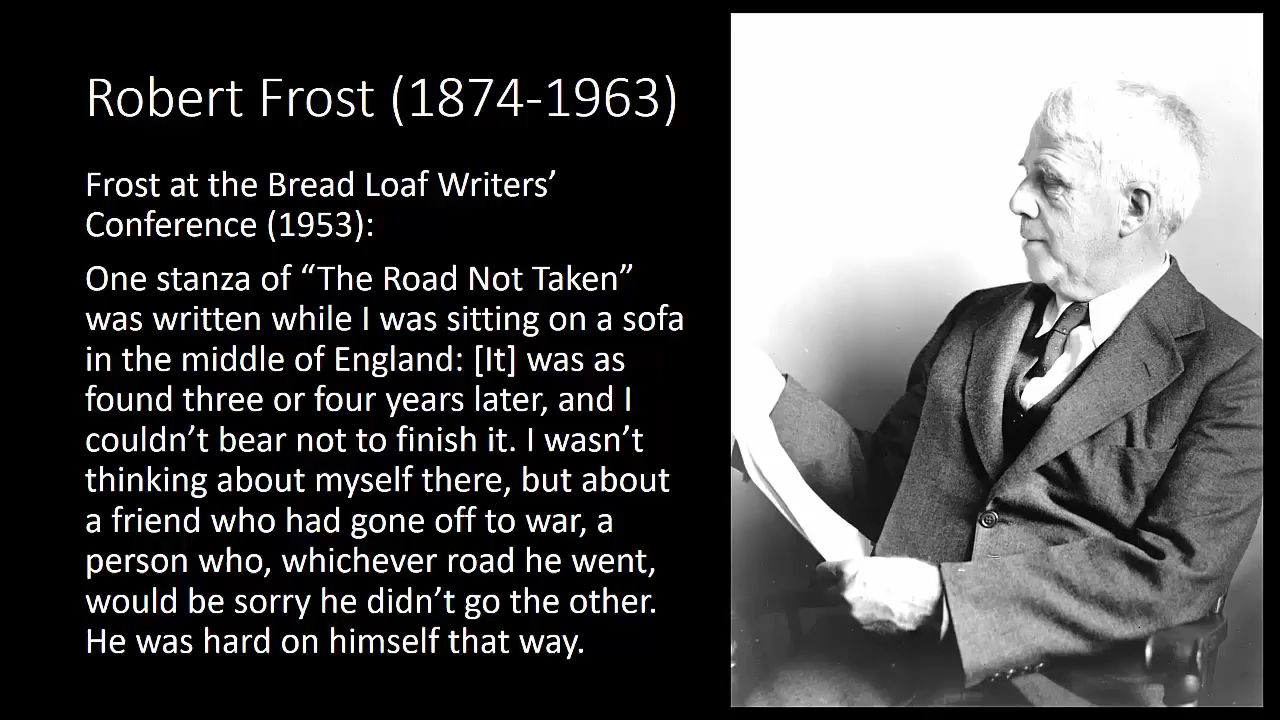 Robert Frost (1874-1963)
Frost at the Bread Loaf Writers’
Conference (1953):
One stanza of “The Road Not Taken”
was written while I was sitting on a sofa
in the middle of England: [It] was as
found three or four years later, and I
couldn’t bear not to finish it. I wasn’t
thinking about myself there, but about
a friend who had gone off to war, a
person who, whichever road he went,
would be sorry he didn’t go the other.
He was hard on himself that way.